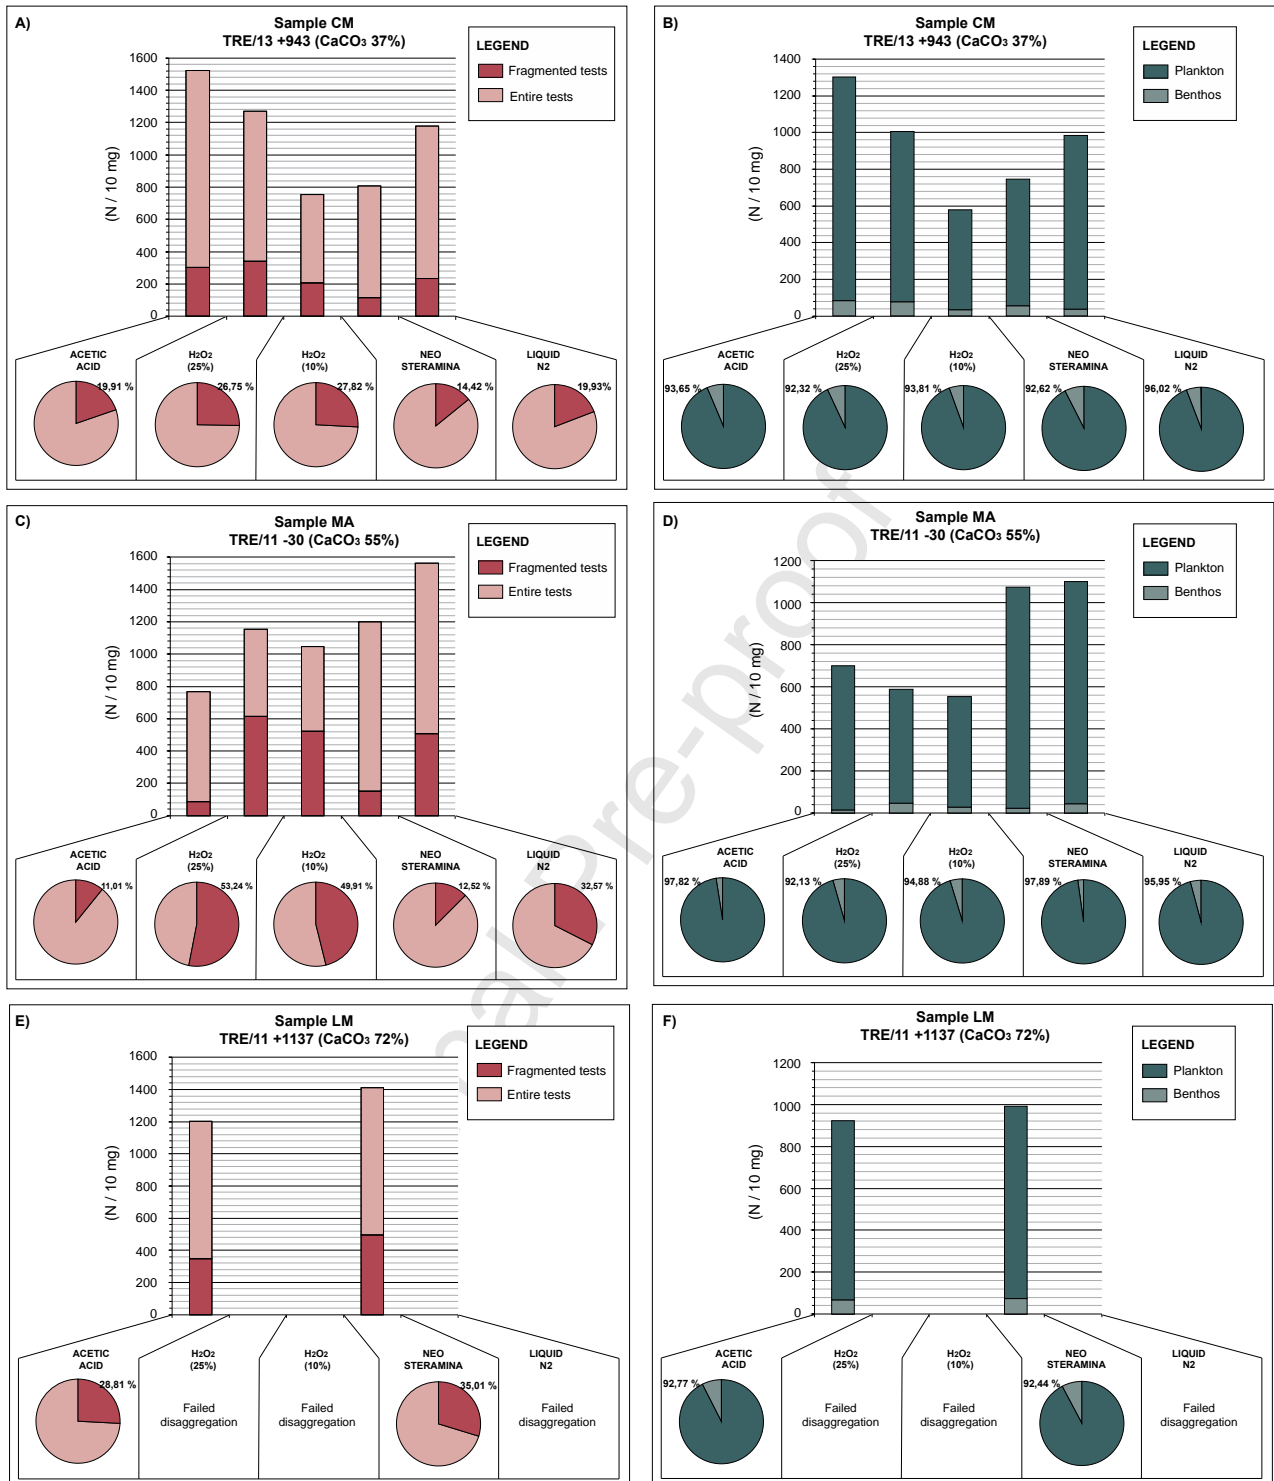 A)
Sample CM
TRE/13 +943 (CaCO3 37%)
LEGEND
Fragmented tests
Entire tests
(N / 10 mg)
1600
1400
1200
1000
800
600
400
200
0
ACETIC ACID
H2O2 (25%)
H2O2 (10%)
NEO STERAMINA
LIQUID N2
19,91 %
26,75 %
27,82 %
14,42 %
19,93%
B)
Sample CM
TRE/13 +943 (CaCO3 37%)
LEGEND
Plankton
Benthos
(N / 10 mg)
1400
1200
1000
800
600
400
200
0
ACETIC ACID
H2O2 (25%)
H2O2 (10%)
NEO STERAMINA
LIQUID N2
93,65 %
92,32 %
93,81 %
92,62 %
96,02 %
C)
Sample MA
TRE/11 -30 (CaCO3 55%)
LEGEND
Fragmented tests
Entire tests
(N / 10 mg)
1600
1400
1200
1000
800
600
400
200
0
ACETIC ACID
H2O2 (25%)
H2O2 (10%)
NEO STERAMINA
LIQUID N2
11,01 %
53,24 %
49,91 %
12,52 %
32,57 %
D)
Sample MA
TRE/11 -30 (CaCO3 55%)
LEGEND
Plankton
Benthos
(N / 10 mg)
1200
1000
800
600
400
200
0
ACETIC ACID
H2O2 (25%)
H2O2 (10%)
NEO STERAMINA
LIQUID N2
97,82 %
92,13 %
94,88 %
97,89 %
95,95 %
E)
Sample LM
TRE/11 +1137 (CaCO3 72%)
LEGEND
Fragmented tests
Entire tests
(N / 10 mg)
1600
1400
1200
1000
800
600
400
200
0
ACETIC ACID
H2O2 (25%)
H2O2 (10%)
NEO STERAMINA
LIQUID N2
28,81 %
Failed disaggregation
Failed disaggregation
35,01 %
Failed disaggregation
F)
Sample LM
TRE/11 +1137 (CaCO3 72%)
LEGEND
Plankton
Benthos
(N / 10 mg)
1200
1000
800
600
400
200
0
ACETIC ACID
H2O2 (25%)
H2O2 (10%)
NEO STERAMINA
LIQUID N2
92,77 %
Failed disaggregation
Failed disaggregation
92,44 %
Failed disaggregation
Pre-proof